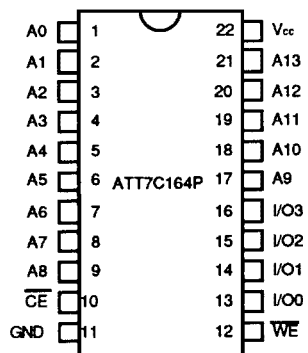 A0 1 22 Vcc
A1 2 21 A13
A2 3 20 A12
A3 4 19 A11
A4 5 18 A10
A5 6 ATT7C164P 17 A9
A6 7 16 I/O3
A7 8 15 I/O2
A8 9 14 I/O1
C̅E̅ 10 13 I/O0
GND 11 12 W̅E̅